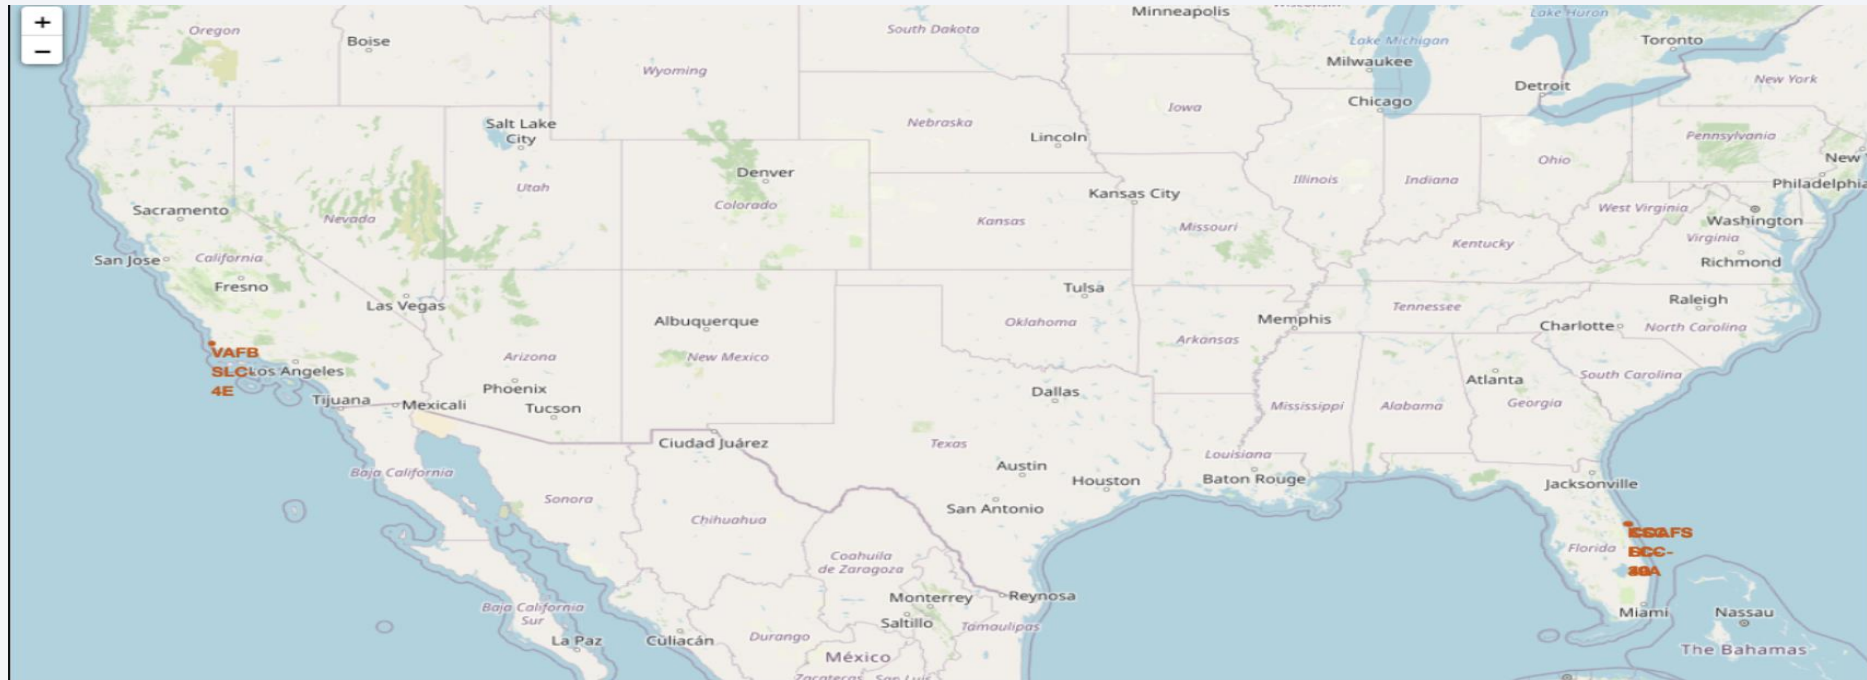 +
−
Oregon
Boise
South Dakota
Minneapolis
Lake Huron
Toronto
Wyoming
Lake Michigan
Milwaukee
Detroit
New York
Chicago
Iowa
Salt Lake
City
Nebraska
Lincoln
Pennsylvania
Ohio
New
Denver
Utah
Illinois
Indiana
Philadelphia
Kansas City
Colorado
Sacramento
Nevada
Kansas
Missouri
West Virginia
Washington
Kentucky
Virginia
San Jose
California
Richmond
Fresno
Las Vegas
Tulsa
Raleigh
Tennessee
Albuquerque
Oklahoma
Memphis
Charlotte
North Carolina
Arkansas
VAFB
SLC-
4E
Los Angeles
Arizona
New Mexico
South Carolina
Phoenix
Dallas
Atlanta
Georgia
Tijuana
Mexicali
Tucson
Mississippi
Alabama
Ciudad Juárez
Texas
Louisiana
Baja California
Austin
Houston
Baton Rouge
Jacksonville
Sonora
San Antonio
Chihuahua
Florida
Coahuila
de Zaragoza
Monterrey
Reynosa
Baja California
Sur
Saltillo
Tamaulipas
Miami
Nassau
La Paz
Culiacán
Durango
México
The Bahamas
Zacatecas
San Luis